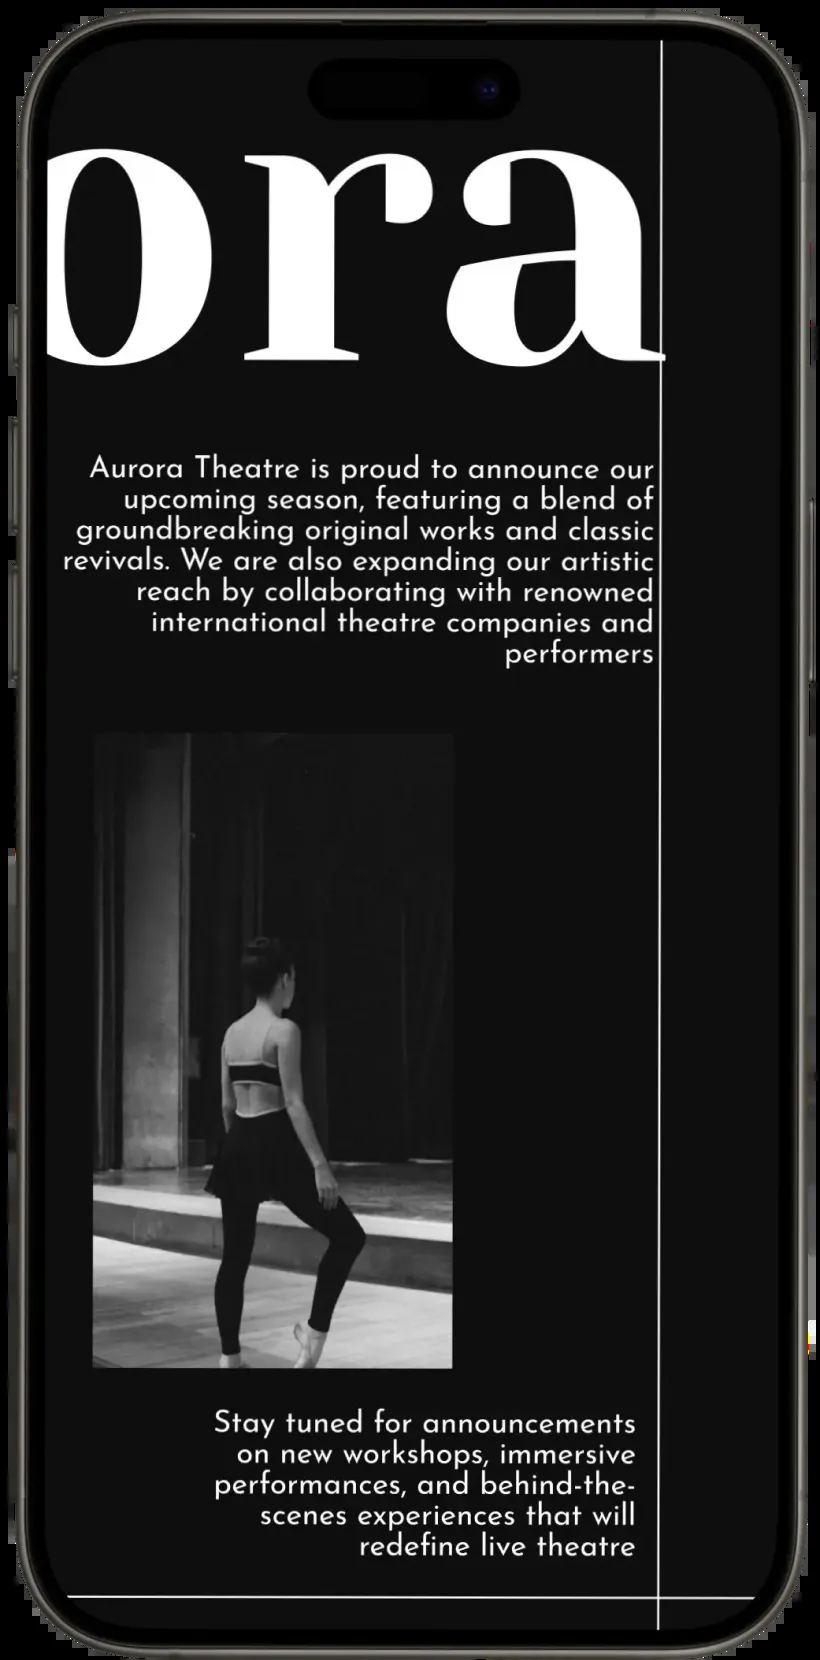 ora
Aurora Theatre is proud to announce our
upcoming season, featuring a blend of
groundbreaking original works and classic
revivals. We are also expanding our artistic
reach by collaborating with renowned
international theatre companies and
performers
Stay tuned for announcements
on new workshops, immersive
performances, and behind-the-
scenes experiences that will
redefine live theatre